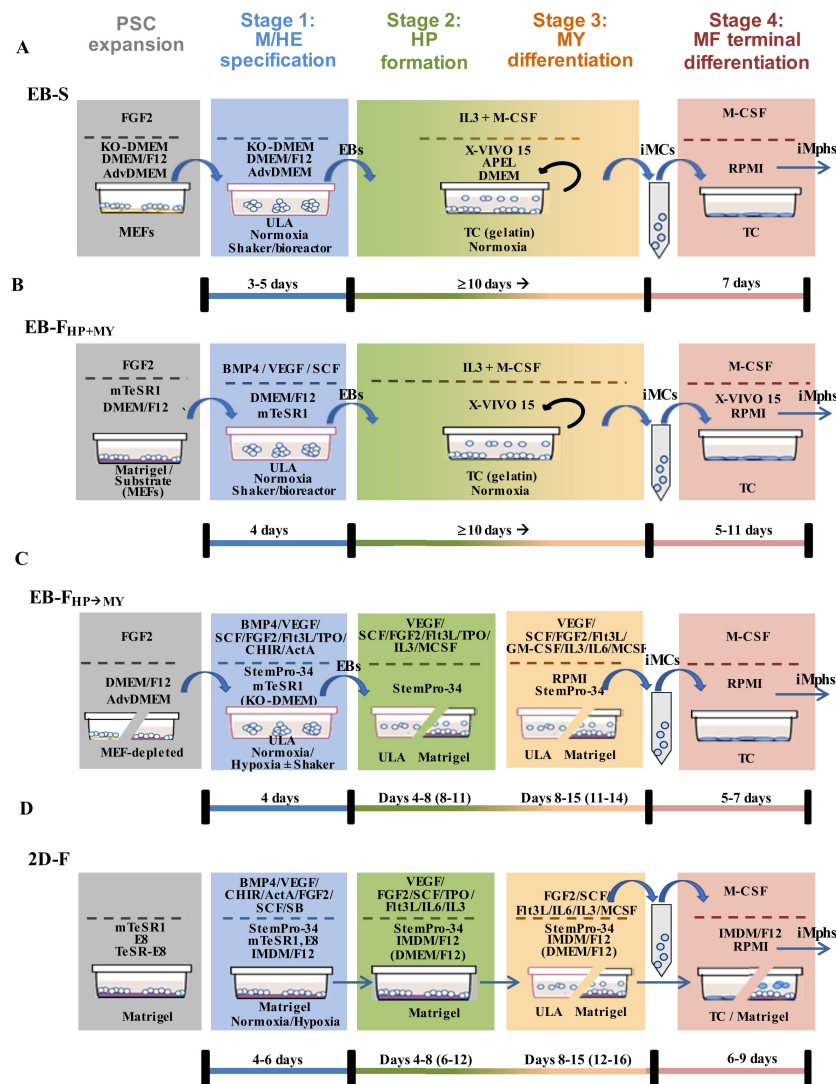 PSC
expansion
Stage 1:
M/HE
specification
Stage 2:
HP
formation
Stage 3:
MY
differentiation
Stage 4:
MF terminal
differentiation
A
EB-S
FGF2
KO-DMEM
DMEM/F12
AdvDMEM
MEFs
KO-DMEM
DMEM/F12
AdvDMEM
ULA
Normoxia
Shaker/bioreactor
EBs
IL3 + M-CSF
X-VIVO 15
APEL
DMEM
TC (gelatin)
Normoxia
iMCs
M-CSF
RPMI
TC
iMphs
3-5 days
≥10 days →
7 days
B
EB-FHP+MY
FGF2
mTeSR1
DMEM/F12
Matrigel /
Substrate
(MEFs)
BMP4 / VEGF / SCF
DMEM/F12
mTeSR1
ULA
Normoxia
Shaker/bioreactor
EBs
IL3 + M-CSF
X-VIVO 15
TC (gelatin)
Normoxia
iMCs
M-CSF
X-VIVO 15
RPMI
TC
iMphs
4 days
≥10 days →
5-11 days
C
EB-FHP→MY
FGF2
DMEM/F12
AdvDMEM
MEF-depleted
BMP4/VEGF/
SCF/FGF2/Flt3L/TPO/
CHIR/ActA
StemPro-34
mTeSR1
(KO-DMEM)
ULA
Normoxia/
Hypoxia ± Shaker
EBs
VEGF/
SCF/FGF2/Flt3L/TPO/
IL3/MCSF
StemPro-34
ULA Matrigel
VEGF/
SCF/FGF2/Flt3L/
GM-CSF/IL3/IL6/MCSF
RPMI
StemPro-34
ULA Matrigel
iMCs
M-CSF
RPMI
TC
iMphs
4 days
Days 4-8 (8-11)
Days 8-15 (11-14)
5-7 days
D
2D-F
mTeSR1
E8
TeSR-E8
Matrigel
BMP4/VEGF/
CHIR/ActA/FGF2/
SCF/SB
StemPro-34
mTeSR1, E8
IMDM/F12
Matrigel
Normoxia/Hypoxia
VEGF/
FGF2/SCF/TPO/
Flt3L/IL6/IL3
StemPro-34
IMDM/F12
(DMEM/F12)
Matrigel
FGF2/SCF/
Flt3L/IL6/IL3/MCSF
StemPro-34
IMDM/F12
(DMEM/F12)
ULA Matrigel
M-CSF
IMDM/F12
RPMI
TC / Matrigel
iMphs
4-6 days
Days 4-8 (6-12)
Days 8-15 (12-16)
6-9 days